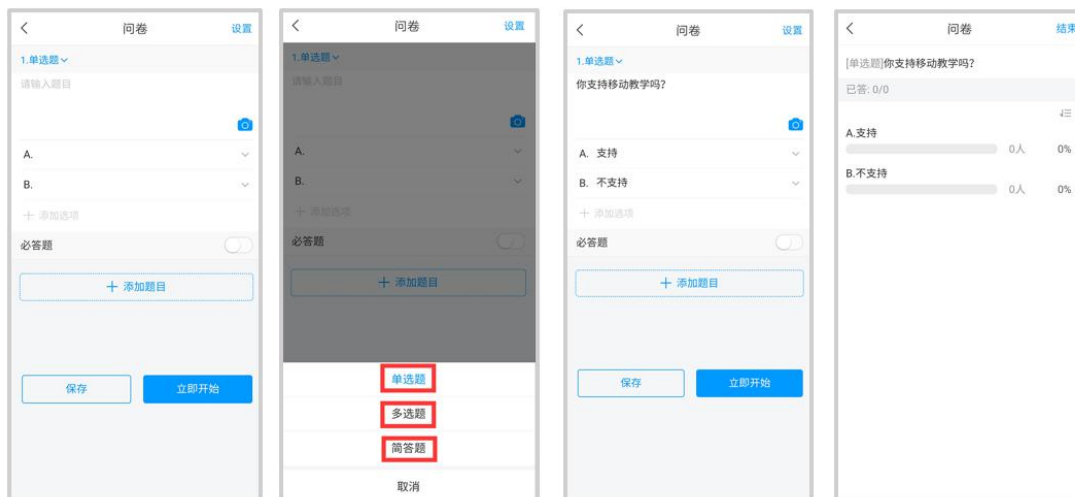 问卷
设置
1.单选题
请输入题目
A.
B.
+ 添加选项
必答题
+ 添加题目
保存
立即开始
问卷
设置
1.单选题
请输入题目
A.
B.
+ 添加选项
必答题
+ 添加题目
单选题
多选题
简答题
取消
问卷
设置
1.单选题
你支持移动教学吗?
A. 支持
B. 不支持
+ 添加选项
必答题
+ 添加题目
保存
立即开始
问卷
结束
[单选题]你支持移动教学吗?
已答: 0/0
A.支持
0人 0%
B.不支持
0人 0%